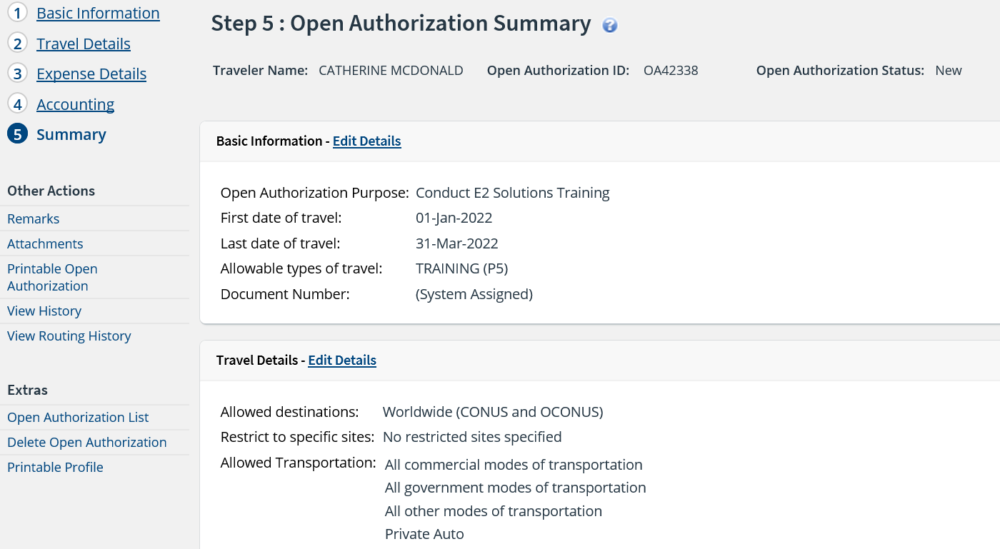 1 Basic Information
2 Travel Details
3 Expense Details
4 Accounting
5 Summary
Other Actions
Remarks
Attachments
Printable Open
Authorization
View History
View Routing History
Extras
Open Authorization List
Delete Open Authorization
Printable Profile
Step 5 : Open Authorization Summary ?
Traveler Name: CATHERINE MCDONALD Open Authorization ID: OA42338 Open Authorization Status: New
Basic Information - Edit Details
Open Authorization Purpose: Conduct E2 Solutions Training
First date of travel: 01-Jan-2022
Last date of travel: 31-Mar-2022
Allowable types of travel: TRAINING (P5)
Document Number: (System Assigned)
Travel Details - Edit Details
Allowed destinations: Worldwide (CONUS and OCONUS)
Restrict to specific sites: No restricted sites specified
Allowed Transportation: All commercial modes of transportation
All government modes of transportation
All other modes of transportation
Private Auto